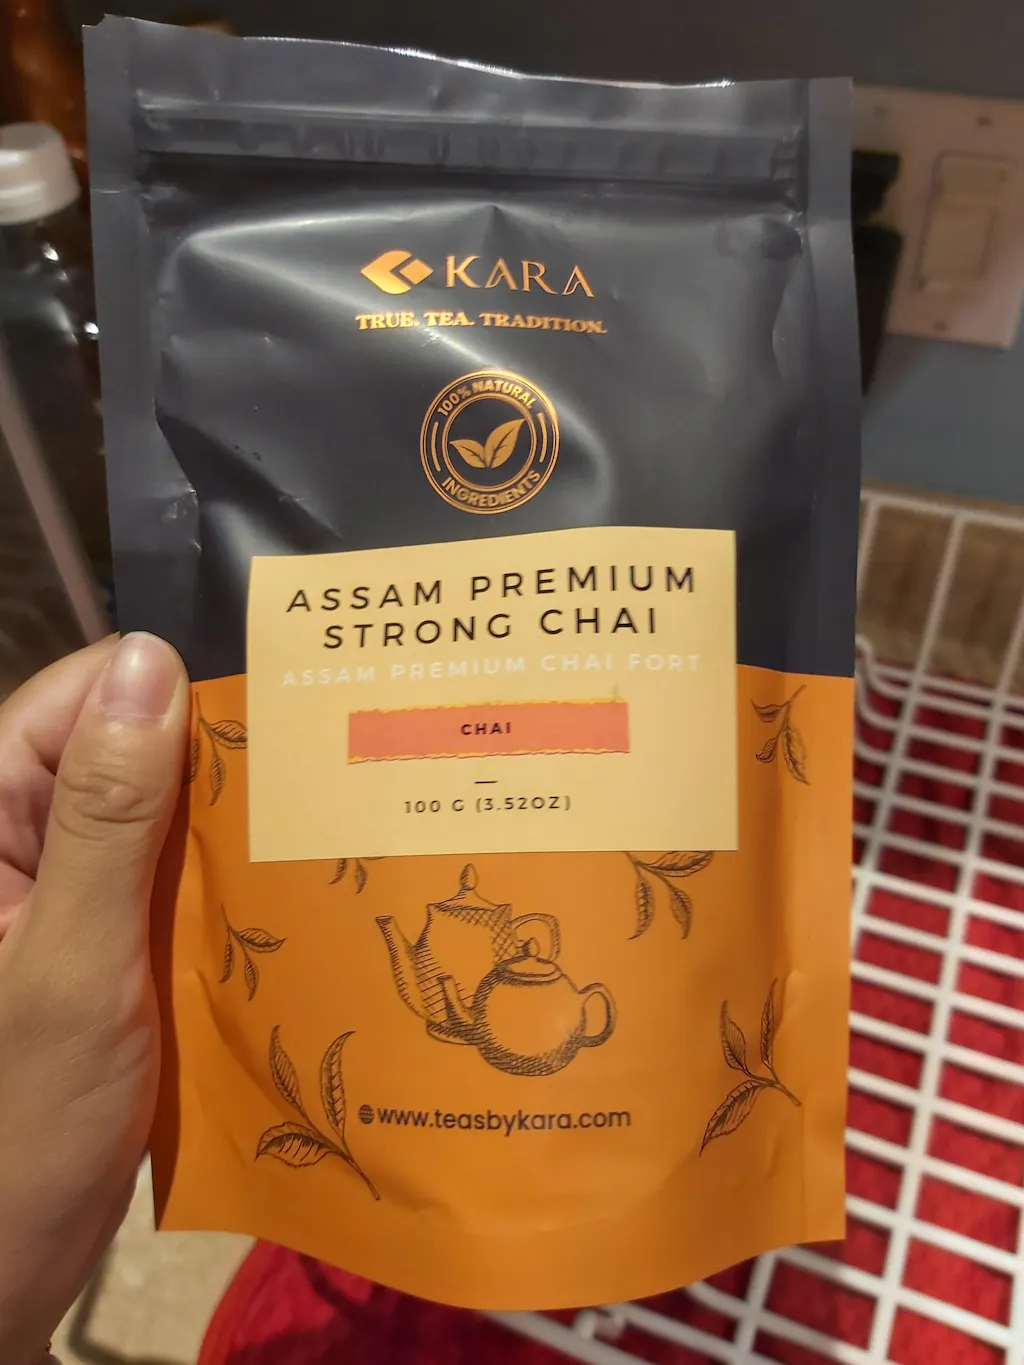 KARA
TRUE. TEA. TRADITION.
100% NATURAL
INGREDIENTS
ASSAM PREMIUM
STRONG CHAI
ASSAM PREMIUM CHAI FORT
CHAI
100 G (3.52OZ)
www.teasbykara.com